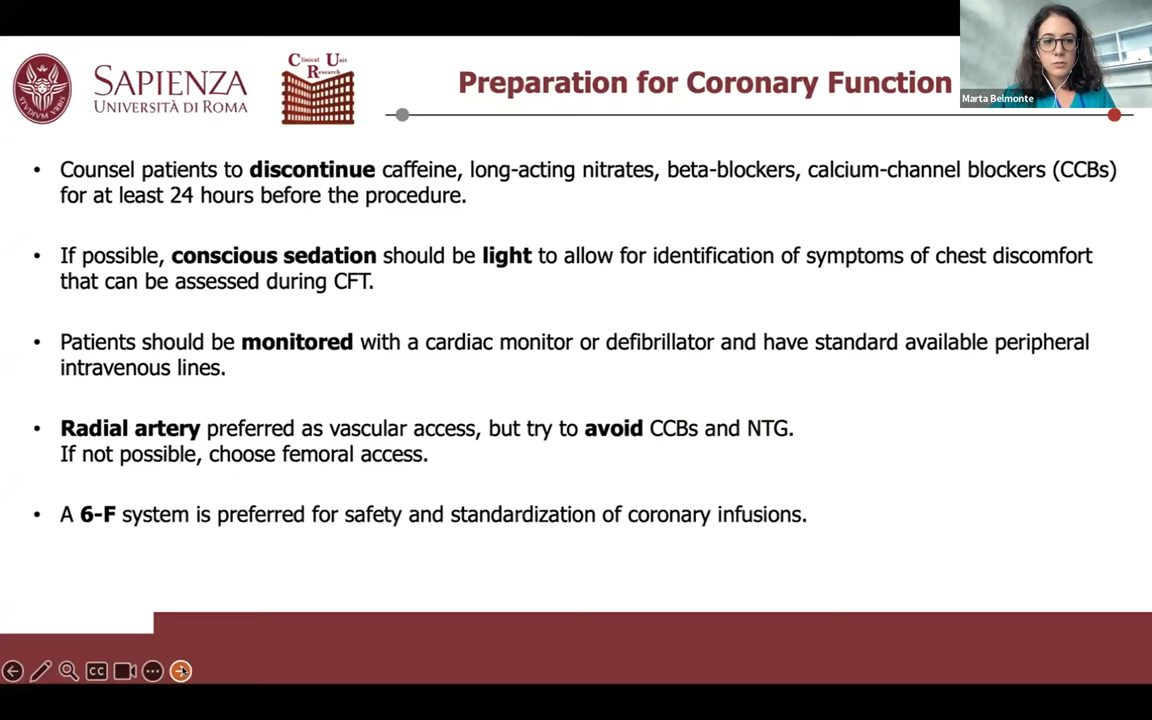 SAPIENZA
UNIVERSITÀ DI ROMA
Clinical Unit
Research
Preparation for Coronary Function
Marta Belmonte
• Counsel patients to discontinue caffeine, long-acting nitrates, beta-blockers, calcium-channel blockers (CCBs)
for at least 24 hours before the procedure.
• If possible, conscious sedation should be light to allow for identification of symptoms of chest discomfort
that can be assessed during CFT.
• Patients should be monitored with a cardiac monitor or defibrillator and have standard available peripheral
intravenous lines.
• Radial artery preferred as vascular access, but try to avoid CCBs and NTG.
If not possible, choose femoral access.
• A 6-F system is preferred for safety and standardization of coronary infusions.
CC